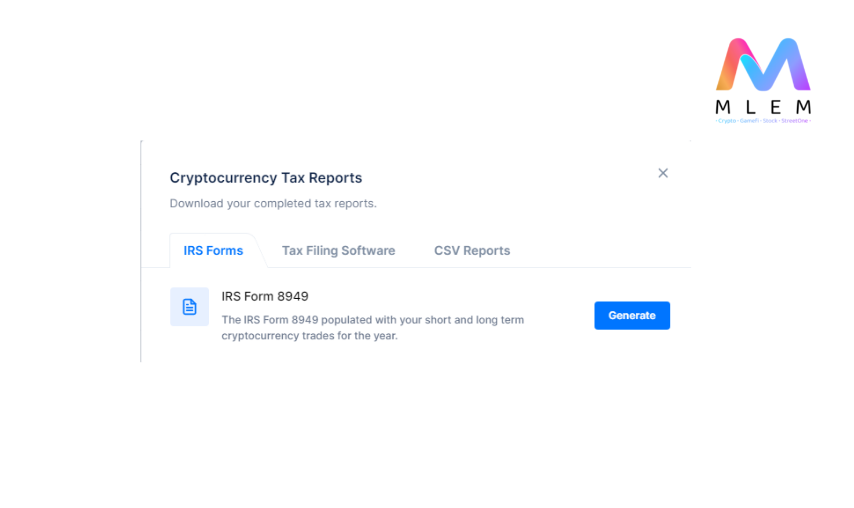 MLEM
-Crypto - GameFi - Stock - StreetOne-
Cryptocurrency Tax Reports
Download your completed tax reports.
IRS Forms
Tax Filing Software
CSV Reports
IRS Form 8949
The IRS Form 8949 populated with your short and long term
cryptocurrency trades for the year.
Generate